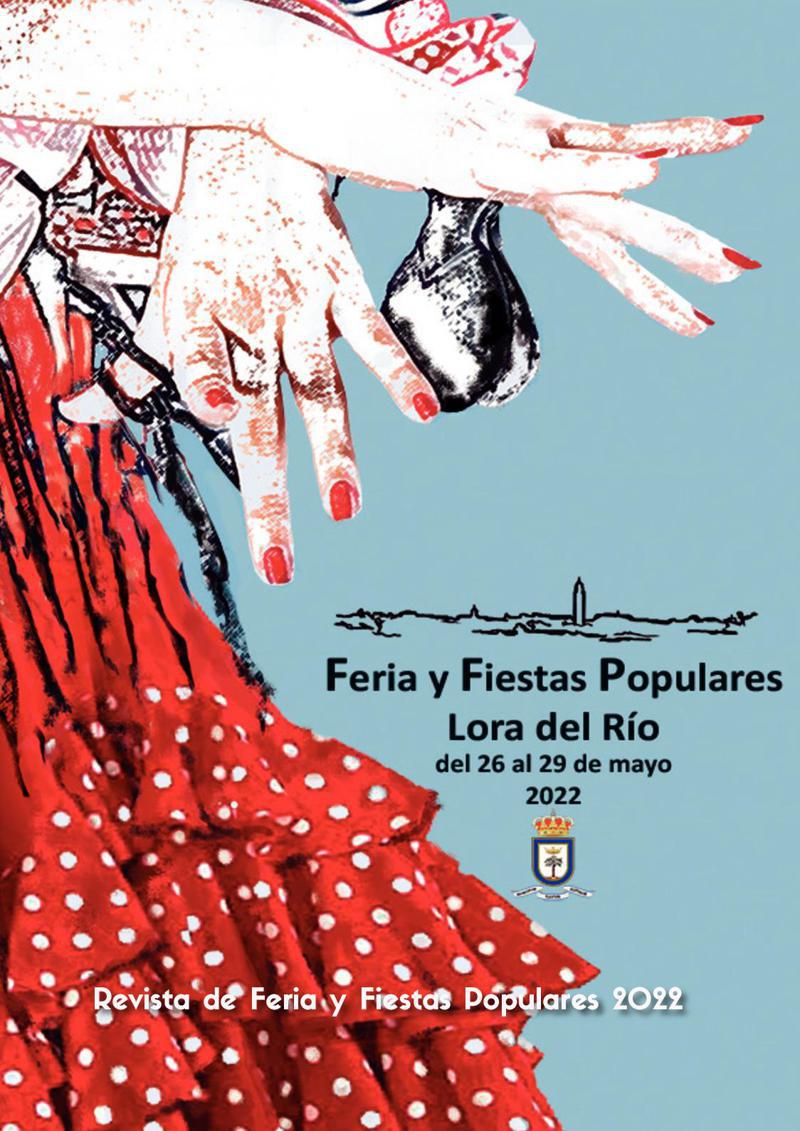 Feria y Fiestas Populares
Lora del Río
del 26 al 29 de mayo
2022
Revista de Feria y Fiestas Populares 2022